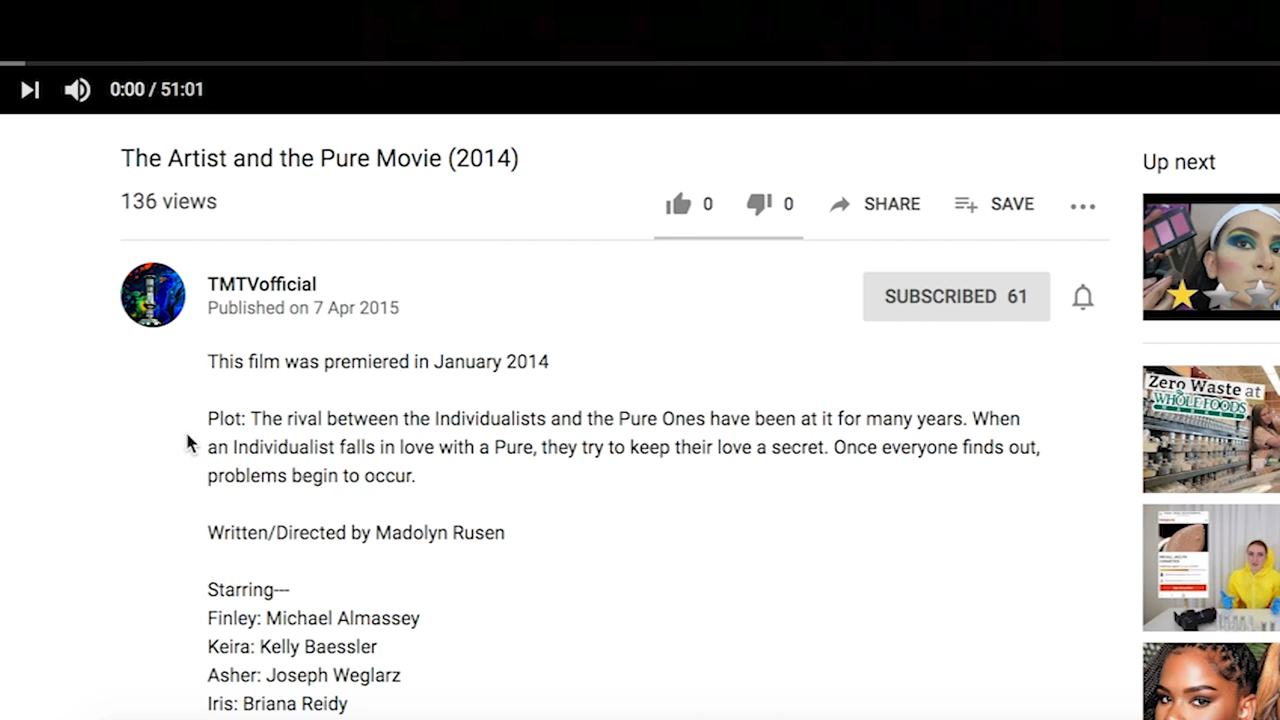 0:00 / 51:01
The Artist and the Pure Movie (2014)
136 views
0
0
SHARE
SAVE
TMTVofficial
Published on 7 Apr 2015
SUBSCRIBED 61
This film was premiered in January 2014
Plot: The rival between the Individualists and the Pure Ones have been at it for many years. When
an Individualist falls in love with a Pure, they try to keep their love a secret. Once everyone finds out,
problems begin to occur.
Written/Directed by Madolyn Rusen
Starring---
Finley: Michael Almassey
Keira: Kelly Baessler
Asher: Joseph Weglarz
Iris: Briana Reidy
Up next
Zero Waste at
WHOLE FOODS
MARKET